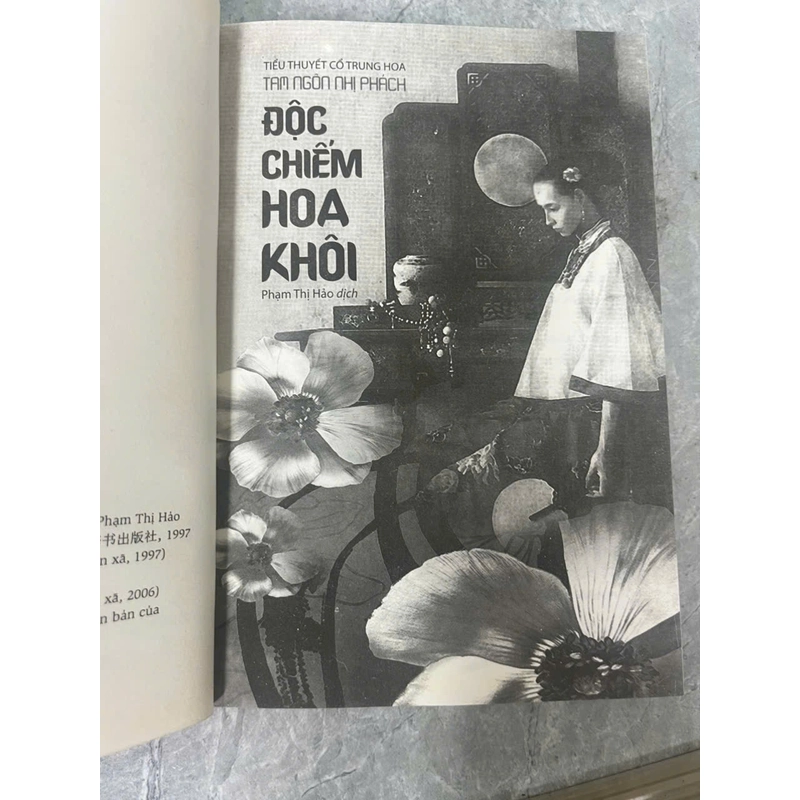 TIỂU THUYẾT CỔ TRUNG HOA
TAM NGÔN NHỊ PHÁCH
ĐỘC
CHIẾM
HOA
KHÔI
Phạm Thị Hảo dịch
Phạm Thị Hảo
书出版社, 1997
n xã, 1997)
xã, 2006)
n bản của